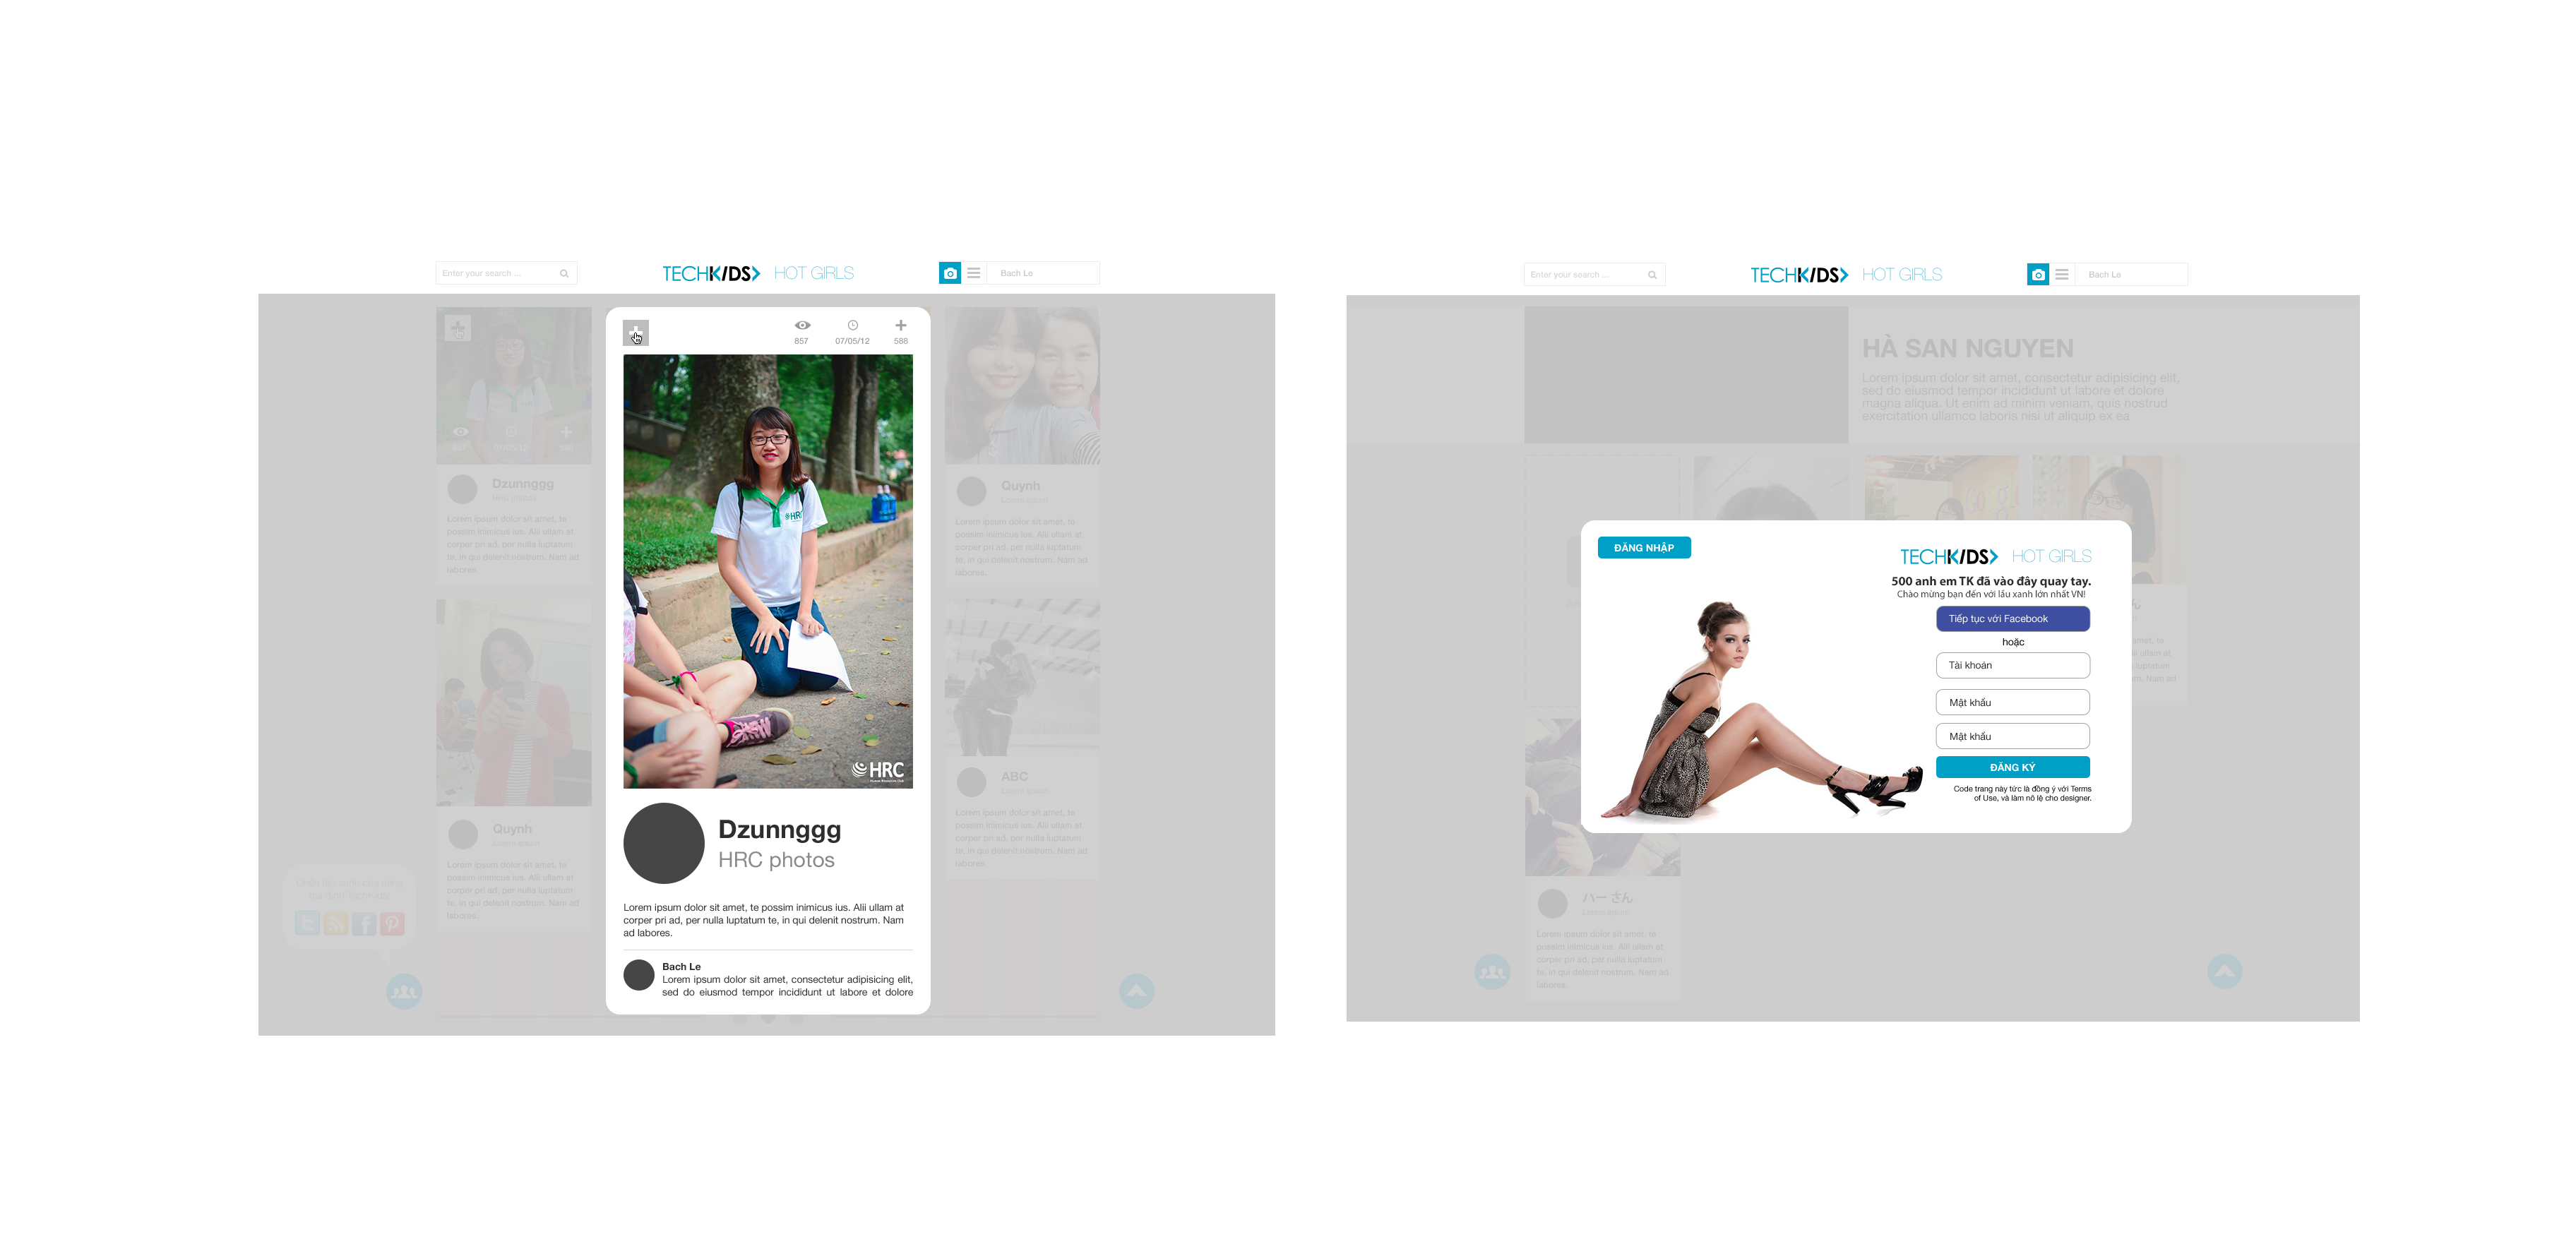 Enter your search ...
TECHKIDS HOT GIRLS
Bach Le
857
07/05/12
588
HRC
HRC
Dzunnggg
HRC photos
Lorem ipsum dolor sit amet, te possim inimicus ius. Alii ullam at
corper pri ad, per nulla luptatum te, in qui delenit nostrum. Nam
ad labores.
Bach Le
Lorem ipsum dolor sit amet, consectetur adipisicing elit,
sed do eiusmod tempor incididunt ut labore et dolore
Dzunnggg
HRC photos
Lorem ipsum dolor sit amet, te
possim inimicus ius. Alii ullam at
corper pri ad, per nulla luptatum
te, in qui delenit nostrum. Nam ad
labores.
Quynh
Lorem ipsum
Lorem ipsum dolor sit amet, te
possim inimicus ius. Alii ullam at
corper pri ad, per nulla luptatum
te, in qui delenit nostrum. Nam ad
labores.
Quynh
Lorem ipsum
Lorem ipsum dolor sit amet, te
possim inimicus ius. Alii ullam at
corper pri ad, per nulla luptatum
te, in qui delenit nostrum. Nam ad
labores.
ABC
Lorem ipsum
Lorem ipsum dolor sit amet, te
possim inimicus ius. Alii ullam at
corper pri ad, per nulla luptatum
te, in qui delenit nostrum. Nam ad
labores.
Enter your search ...
TECHKIDS HOT GIRLS
Bach Le
HÀ SAN NGUYEN
Lorem ipsum dolor sit amet, consectetur adipisicing elit,
sed do eiusmod tempor incididunt ut labore et dolore
magna aliqua. Ut enim ad minim veniam, quis nostrud
exercitation ullamco laboris nisi ut aliquip ex ea
ĐĂNG NHẬP
TECHKIDS HOT GIRLS
500 anh em TK đã vào đây quay tay.
Chào mừng bạn đến với lầu xanh lớn nhất VN!
Tiếp tục với Facebook
hoặc
Tài khoản
Mật khẩu
Mật khẩu
ĐĂNG KÝ
Code trang này tức là đồng ý với Terms
of Use, và làm nô lệ cho designer.
ハー さん
Lorem ipsum
Lorem ipsum dolor sit amet, te
possim inimicus ius. Alii ullam at
corper pri ad, per nulla luptatum
te, in qui delenit nostrum. Nam ad
labores.